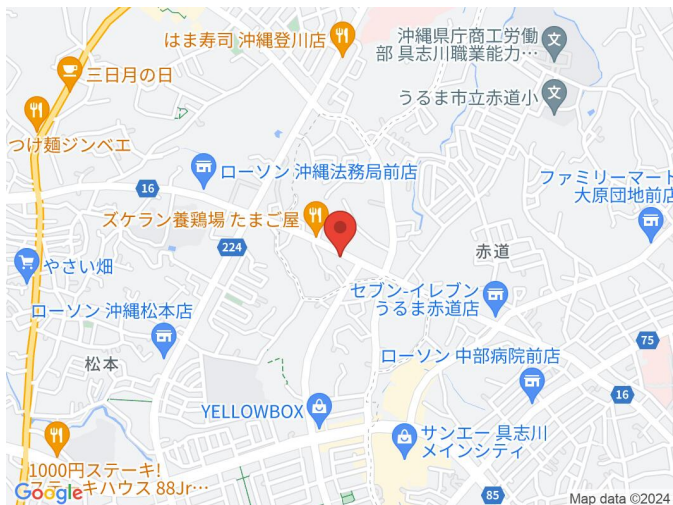 はま寿司 沖縄登川店
沖縄県庁商工労働
部 具志川職業能力…
三日月の日
うるま市立赤道小
つけ麺ジンベエ
ローソン 沖縄法務局前店
ファミリーマート
大原団地前店
16
ズケラン養鶏場 たまご屋
224
赤道
やさい畑
セブン-イレブン
うるま赤道店
ローソン 沖縄松本店
75
松本
ローソン 中部病院前店
16
YELLOWBOX
サンエー 具志川
メインシティ
1000円ステーキ!
ステーキハウス 88Jr…
Google
85
Map data ©2024